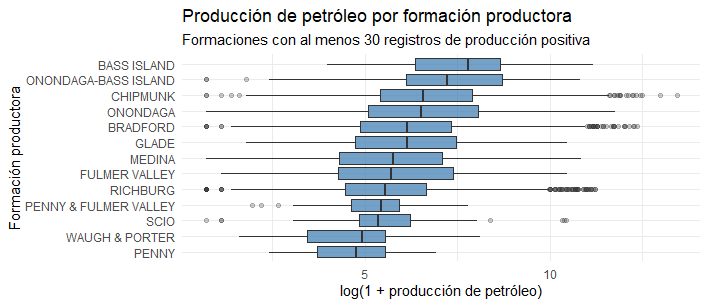 Producción de petróleo por formación productora
Formaciones con al menos 30 registros de producción positiva
Formación productora
BASS ISLAND
ONONDAGA-BASS ISLAND
CHIPMUNK
ONONDAGA
BRADFORD
GLADE
MEDINA
FULMER VALLEY
RICHBURG
PENNY & FULMER VALLEY
SCIO
WAUGH & PORTER
PENNY
5 10
log(1 + producción de petróleo)